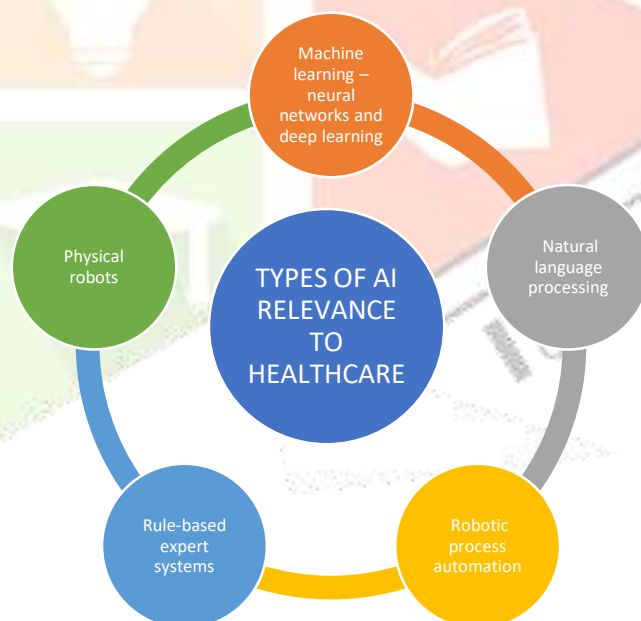 Machine
learning –
neural
networks and
deep learning
Physical
robots
Natural
language
processing
TYPES OF AI
RELEVANCE
TO
HEALTHCARE
Rule-based
expert
systems
Robotic
process
automation